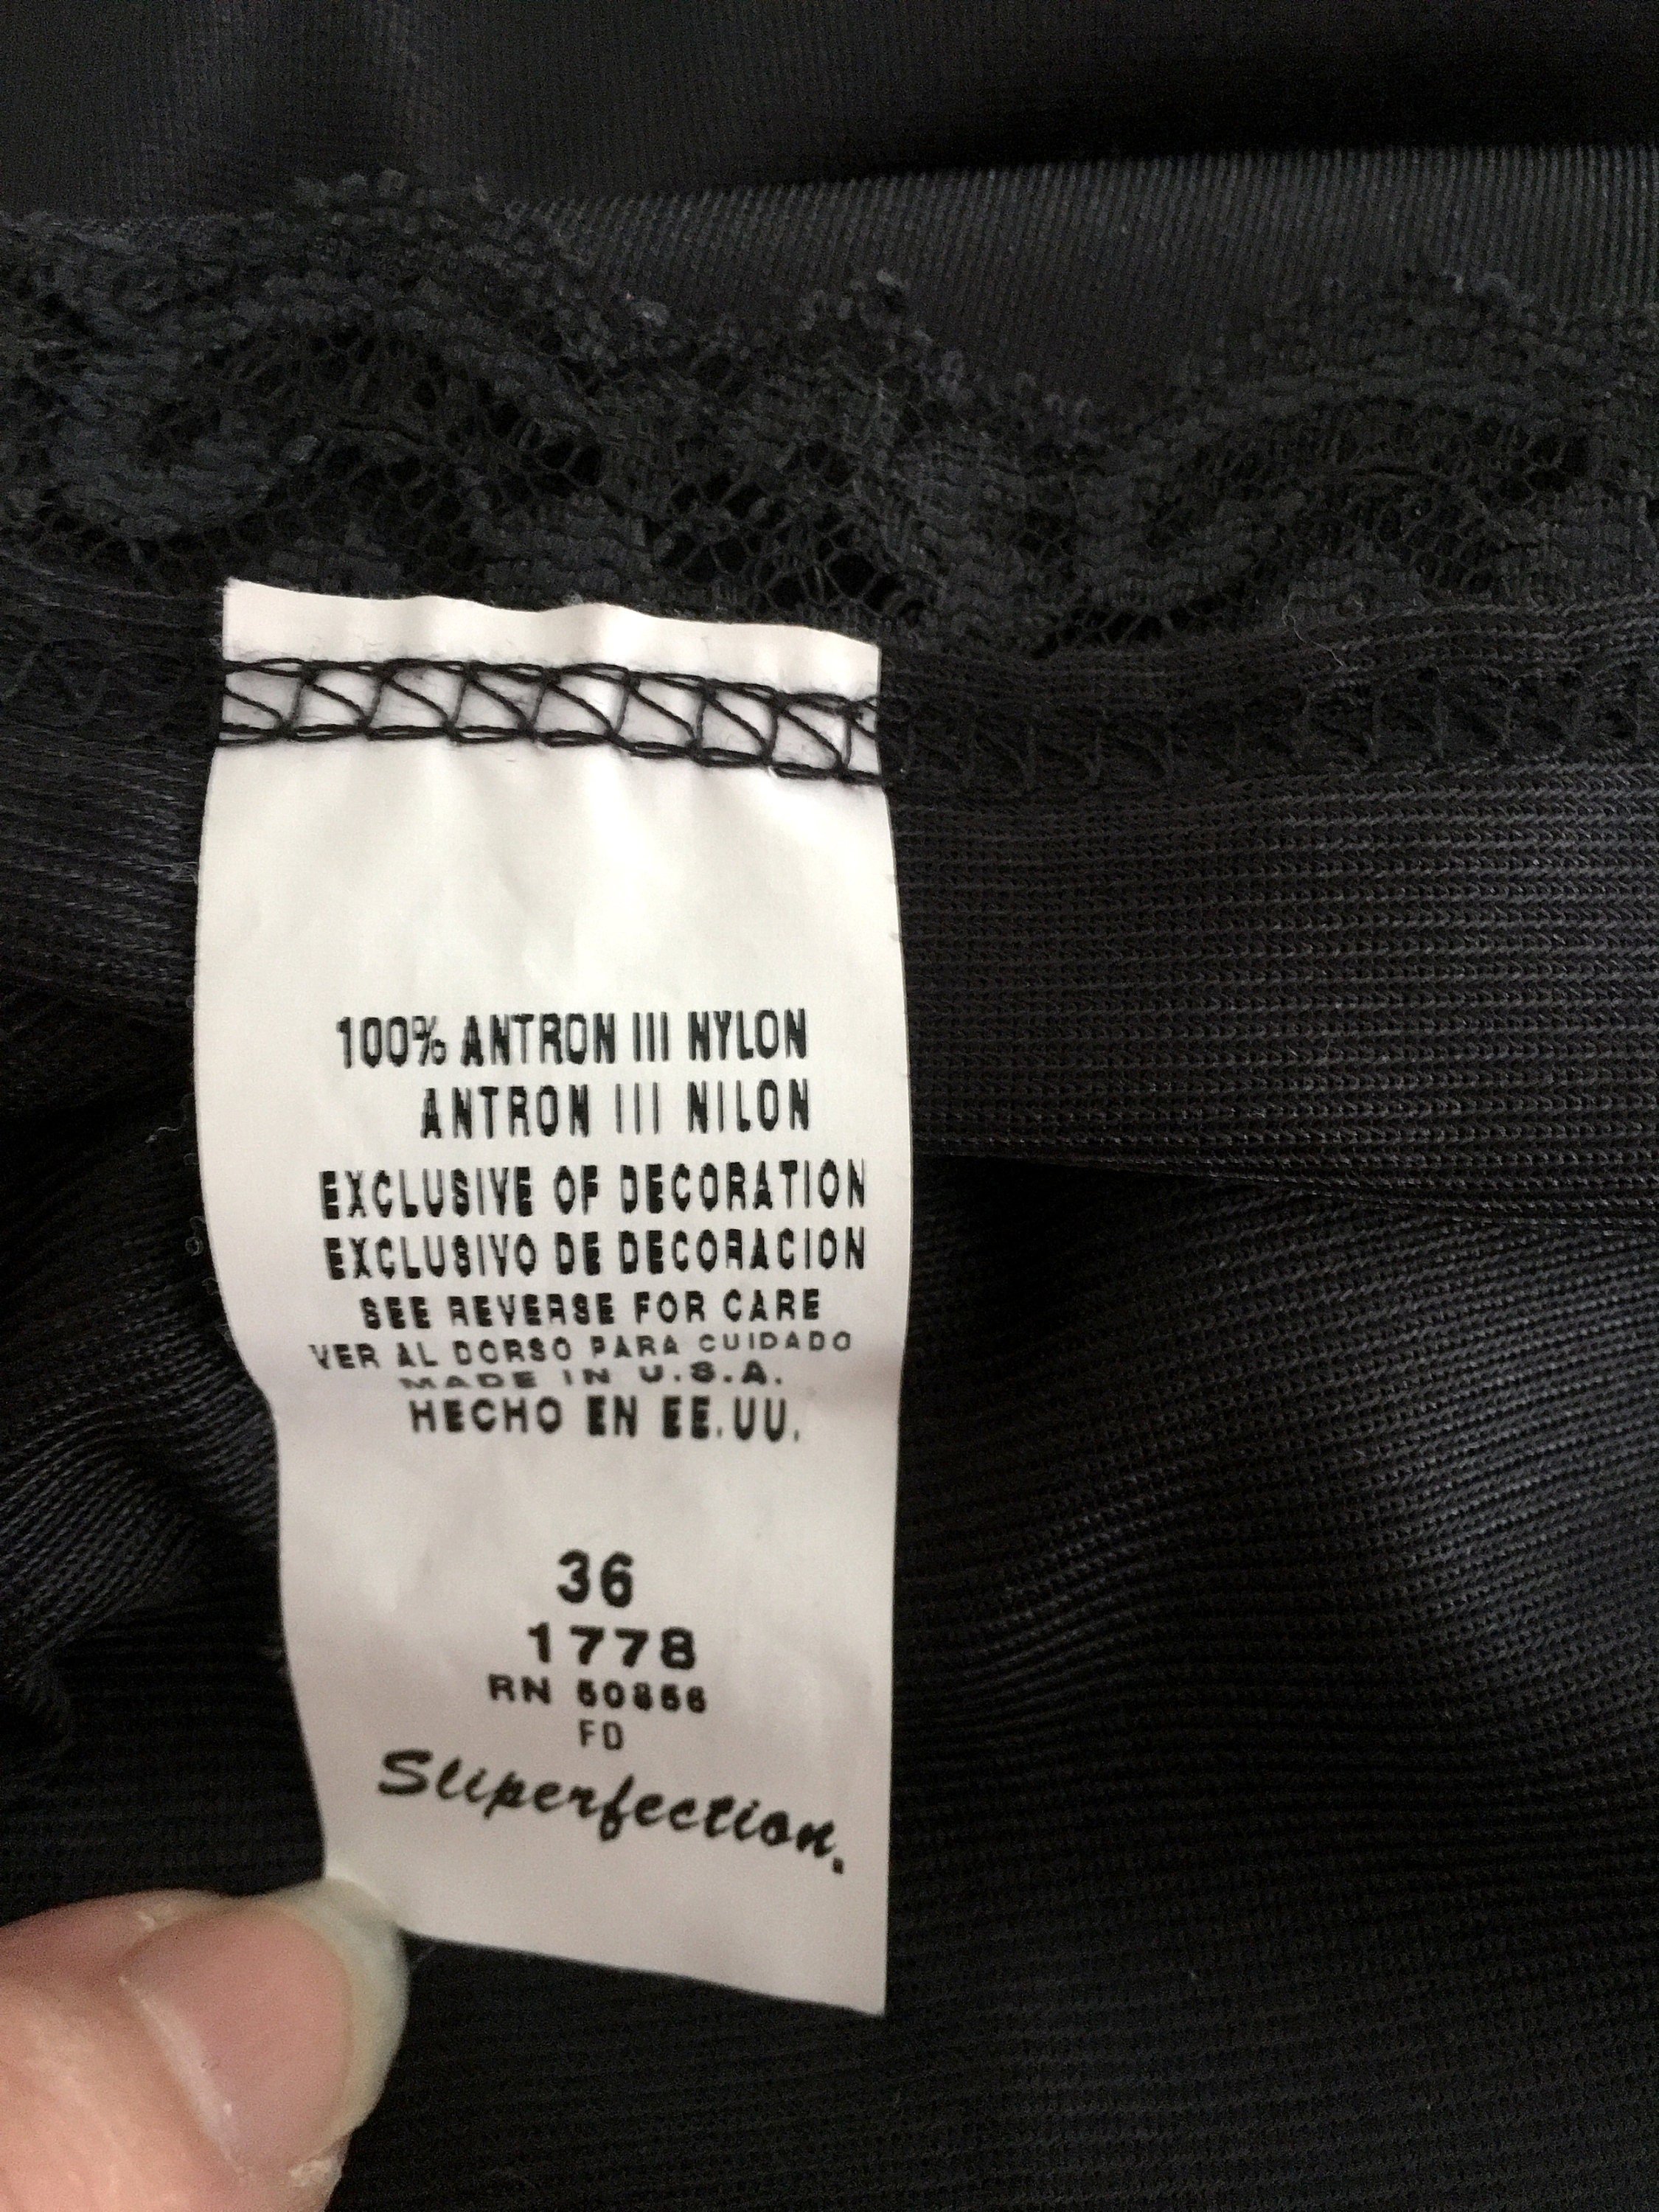 100% ANTRON III NYLON
ANTRON III NILON
EXCLUSIVE OF DECORATION
EXCLUSIVO DE DECORACION
SEE REVERSE FOR CARE
VER AL DORSO PARA CUIDADO
MADE IN U.S.A.
HECHO EN EE.UU.
36
1778
RN 50856
FD
Sliperfection.